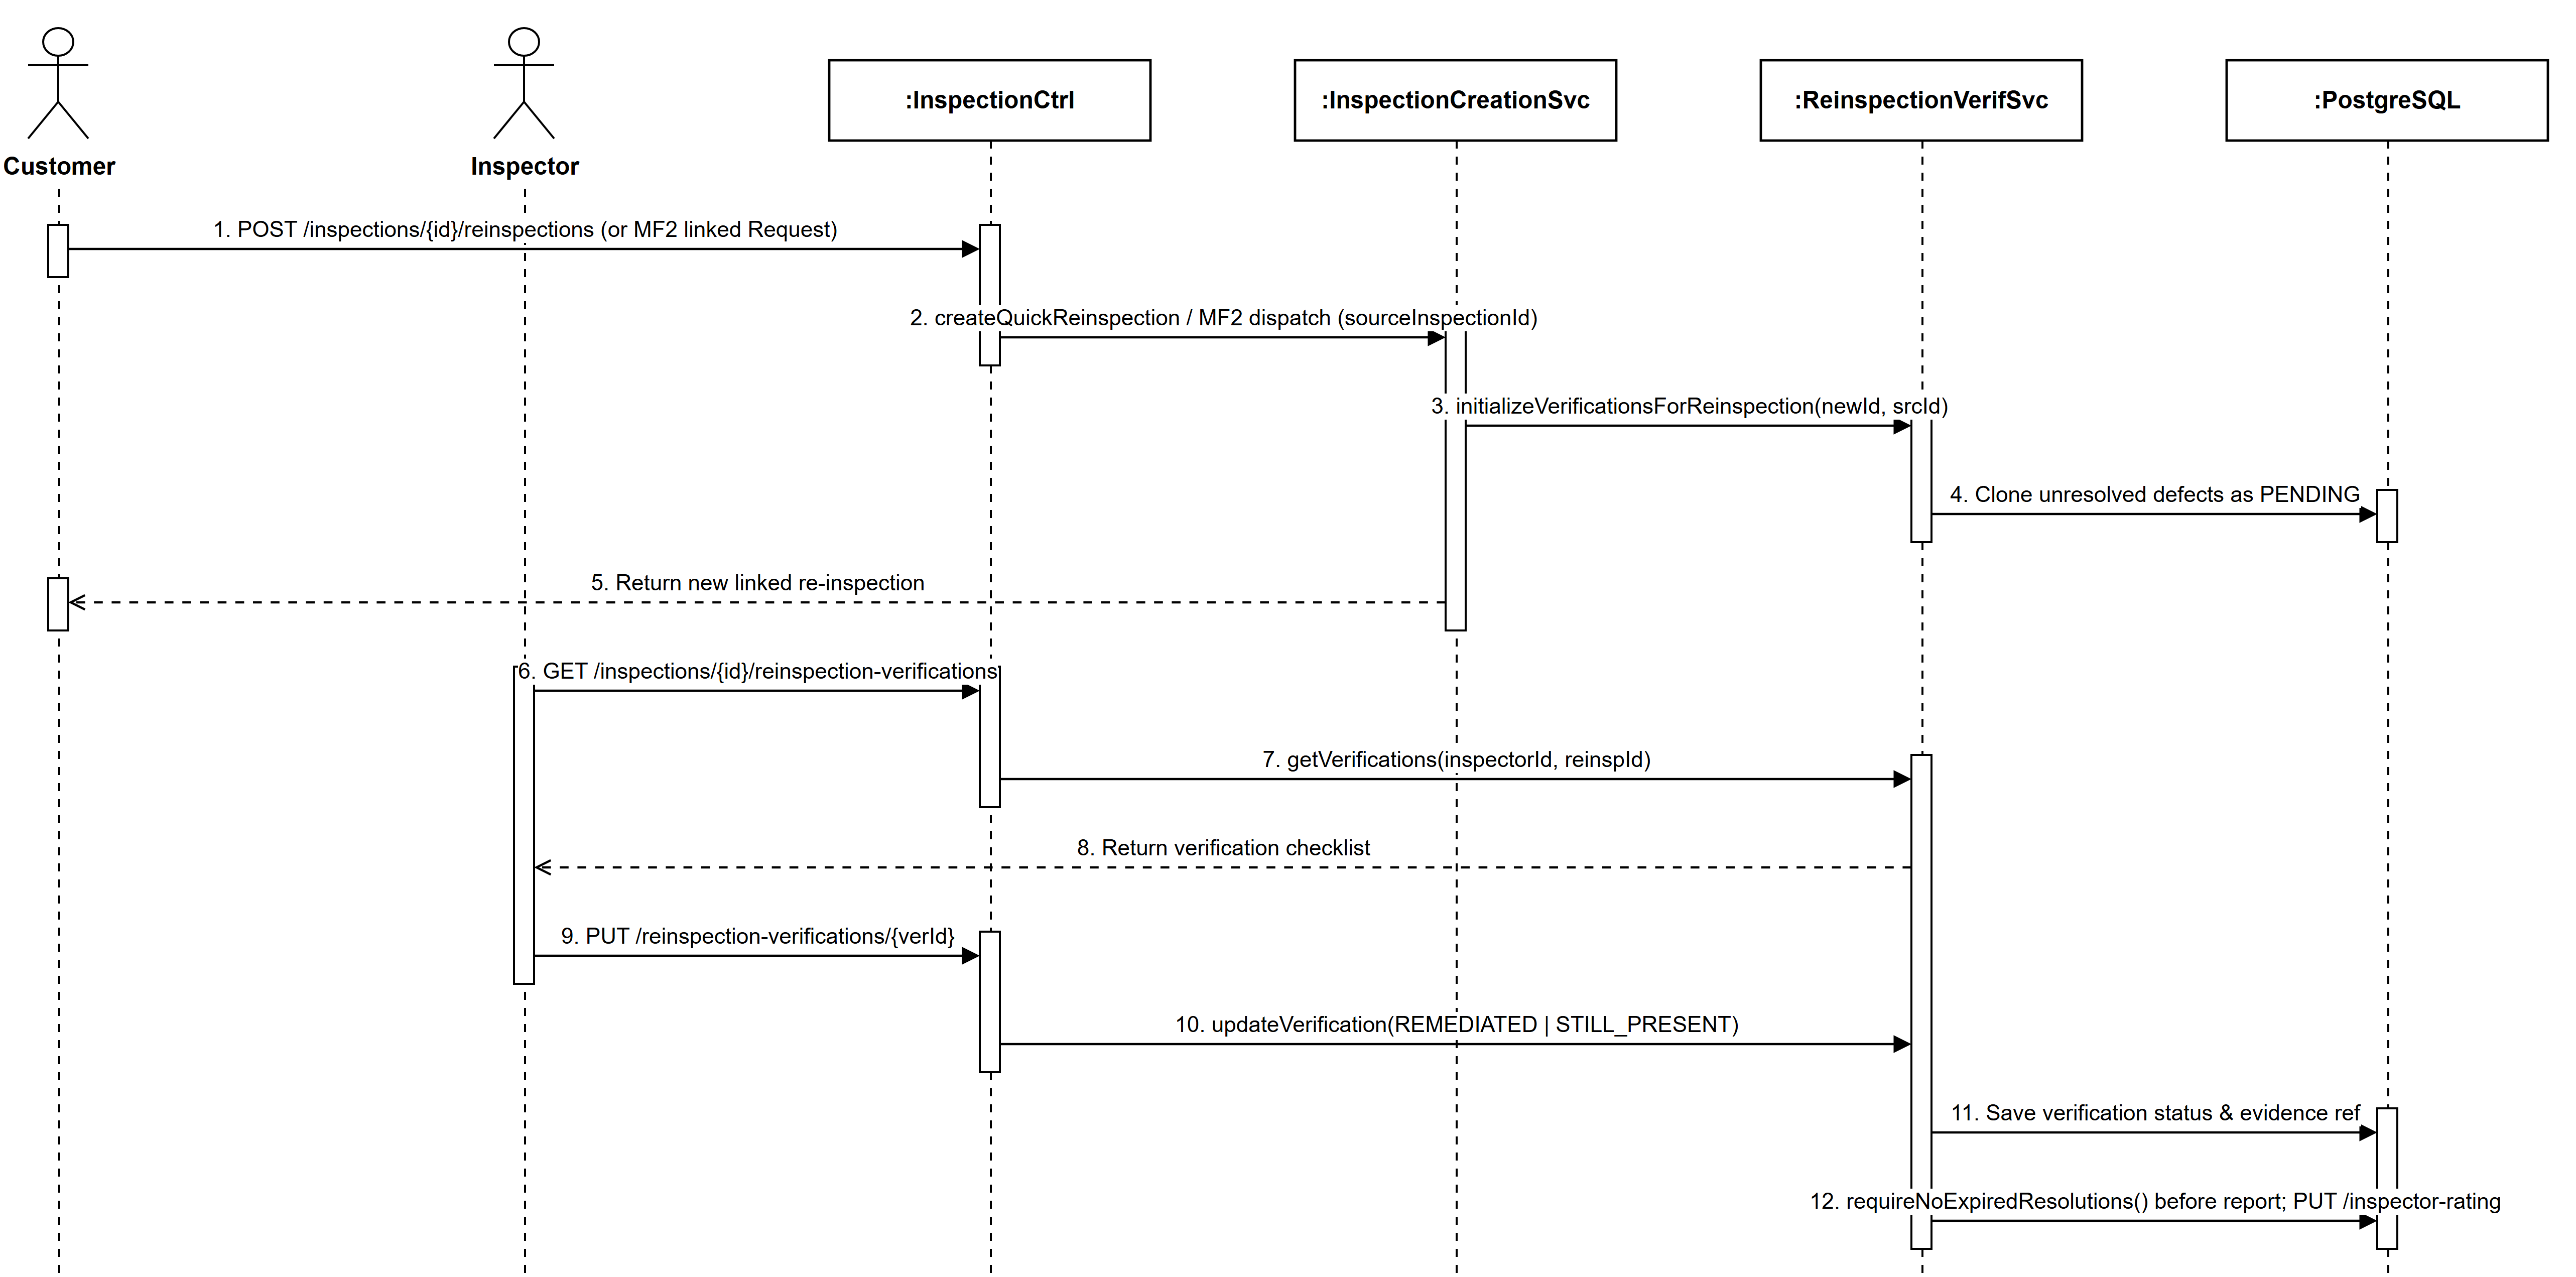 Customer
Inspector
:InspectionCtrl
:InspectionCreationSvc
:ReinspectionVerifSvc
:PostgreSQL
1. POST /inspections/{id}/reinspections (or MF2 linked Request)
2. createQuickReinspection / MF2 dispatch (sourceInspectionId)
3. initializeVerificationsForReinspection(newId, srcId)
4. Clone unresolved defects as PENDING
5. Return new linked re-inspection
6. GET /inspections/{id}/reinspection-verifications
7. getVerifications(inspectorId, reinspId)
8. Return verification checklist
9. PUT /reinspection-verifications/{verId}
10. updateVerification(REMEDIATED | STILL_PRESENT)
11. Save verification status & evidence ref
12. requireNoExpiredResolutions() before report; PUT /inspector-rating